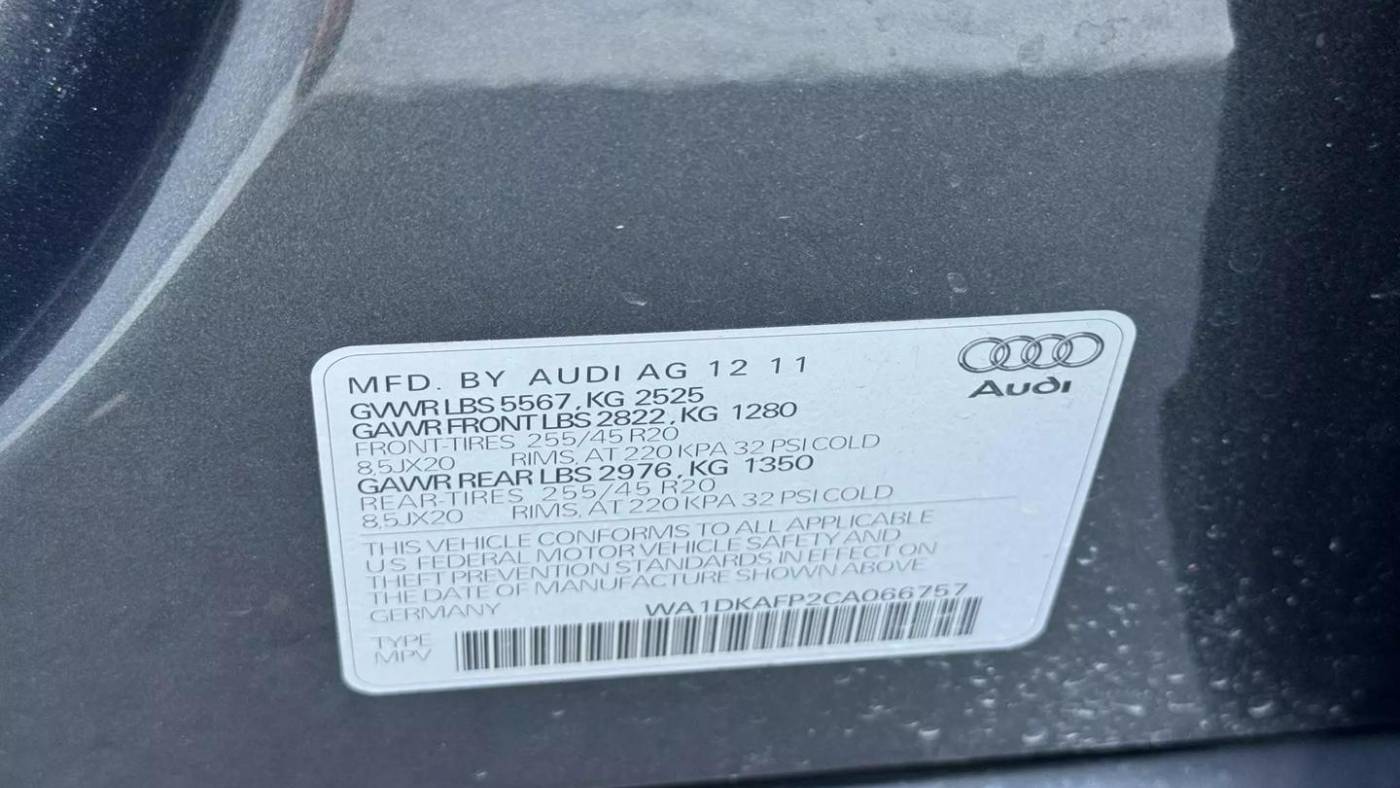 MFD. BY AUDI AG 12 11
Audi
GVWR LBS 5567, KG 2525
GAWR FRONT LBS 2822, KG 1280
FRONT-TIRES 255/45 R20
8,5JX20 RIMS, AT 220 KPA 32 PSI COLD
GAWR REAR LBS 2976, KG 1350
REAR-TIRES 255/45 R20
8,5JX20 RIMS, AT 220 KPA 32 PSI COLD
THIS VEHICLE CONFORMS TO ALL APPLICABLE
U S FEDERAL MOTOR VEHICLE SAFETY AND
THEFT PREVENTION STANDARDS IN EFFECT ON
THE DATE OF MANUFACTURE SHOWN ABOVE
GERMANY WA1DKAFP2CA066757
TYPE
MPV